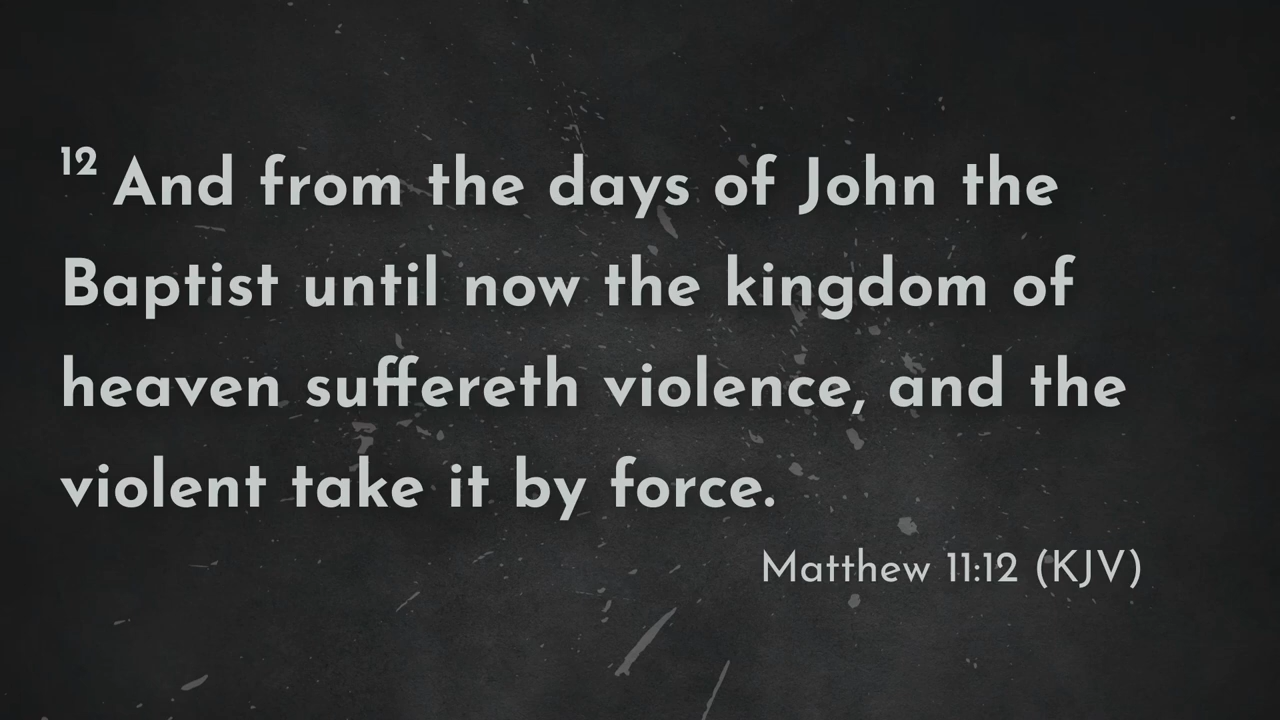 12 And from the days of John the
Baptist until now the kingdom of
heaven suffereth violence, and the
violent take it by force.
Matthew 11:12 (KJV)